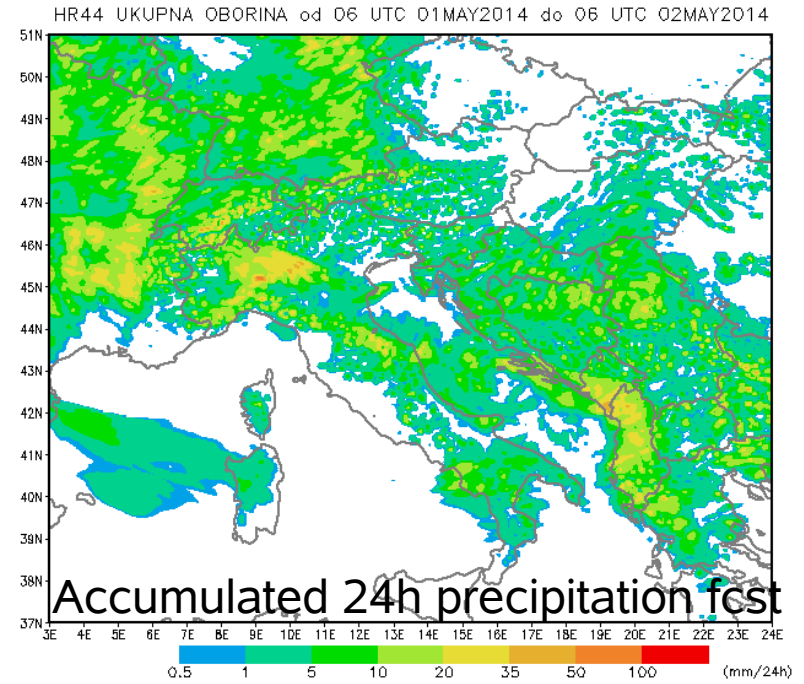 HR44 UKUPNA OBORINA od 06 UTC 01MAY2014 do 06 UTC 02MAY2014
51N
50N
49N
48N
47N
46N
45N
44N
43N
42N
41N
40N
39N
38N
37N
Accumulated 24h precipitation fcst
3E 4E 5E 6E 7E 8E 9E 10E 11E 12E 13E 14E 15E 16E 17E 18E 19E 20E 21E 22E 23E 24E
0.5 1 5 10 20 35 50 100 (mm/24h)